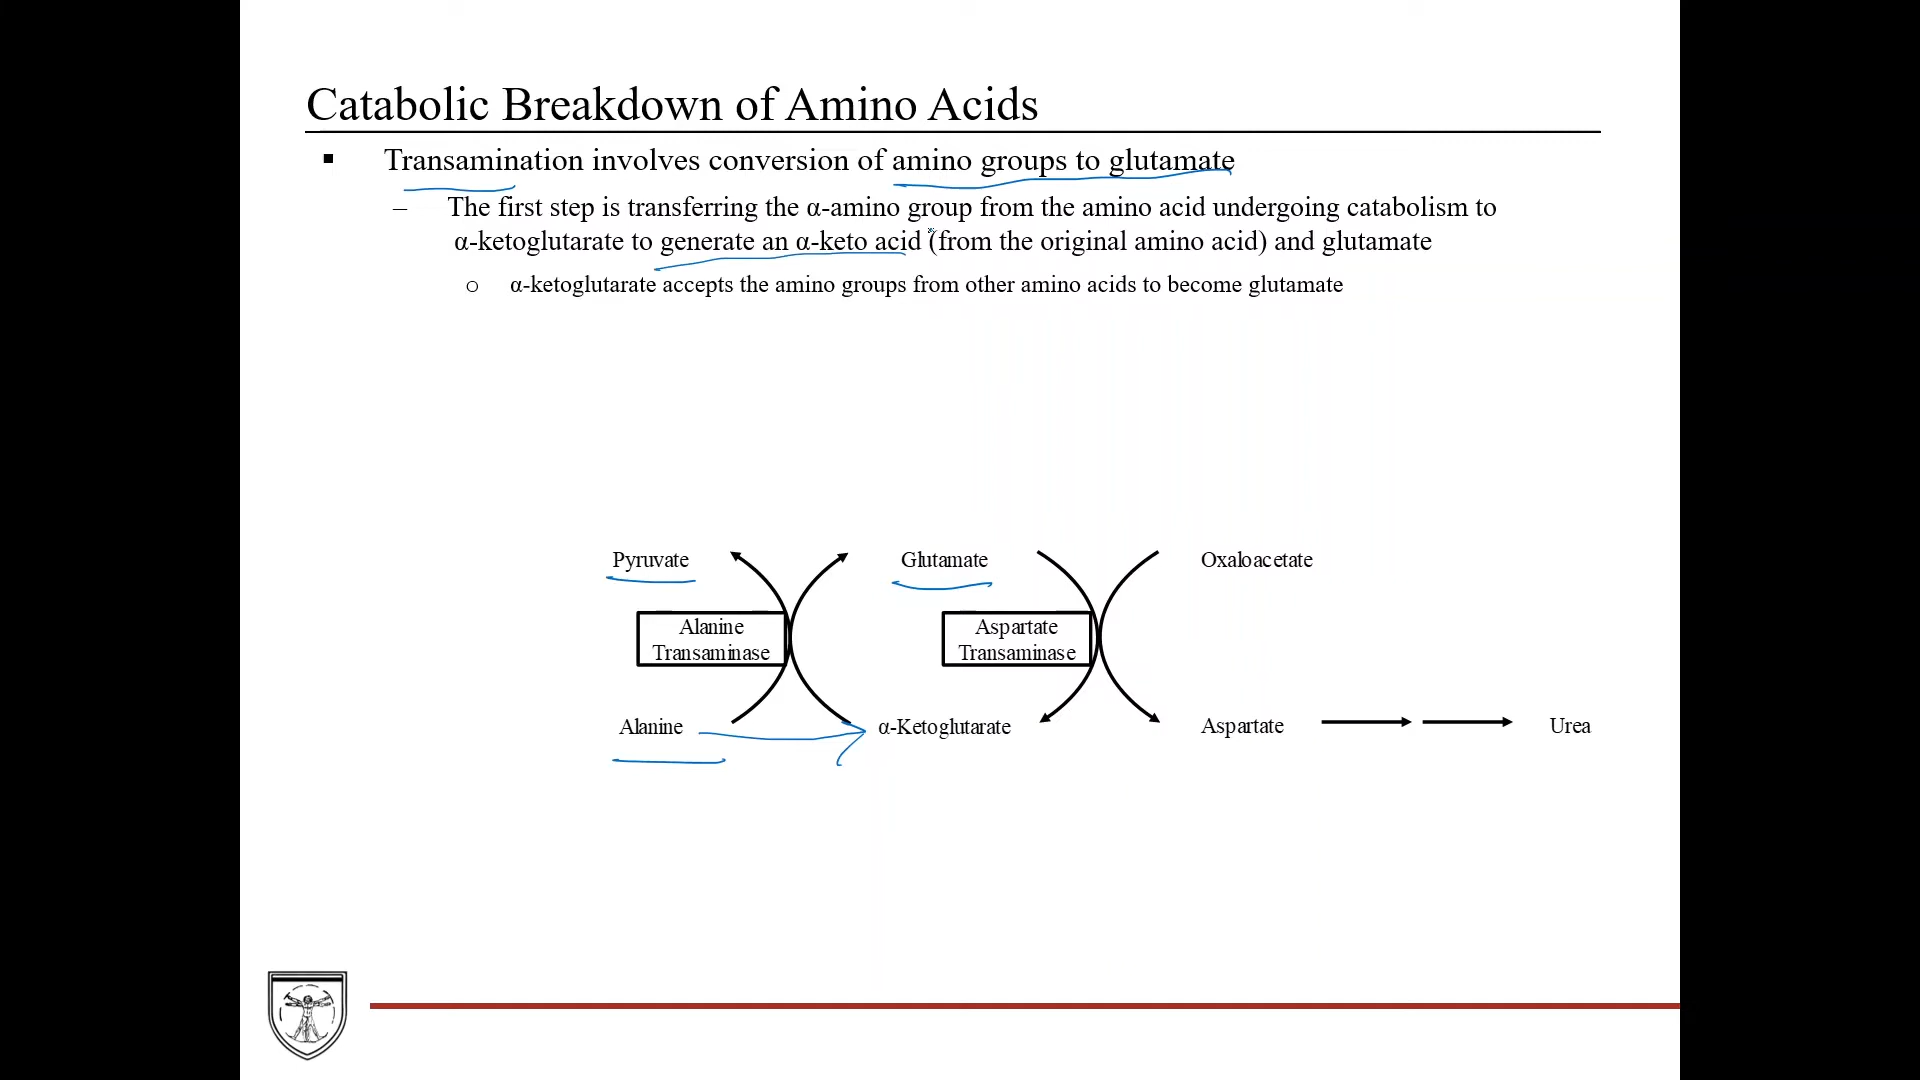 Catabolic Breakdown of Amino Acids
▪ Transamination involves conversion of amino groups to glutamate
– The first step is transferring the α-amino group from the amino acid undergoing catabolism to
α-ketoglutarate to generate an α-keto acid (from the original amino acid) and glutamate
o α-ketoglutarate accepts the amino groups from other amino acids to become glutamate
Pyruvate Glutamate Oxaloacetate
Alanine Aspartate
Transaminase Transaminase
Alanine α-Ketoglutarate Aspartate Urea